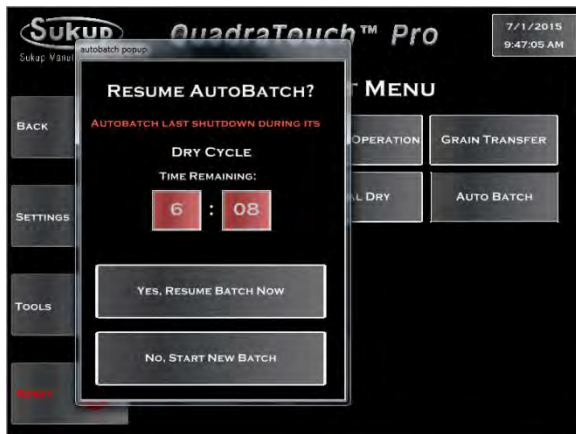 Sukup
QuadraTouch™ Pro
7/1/2015
9:47:05 AM
autobatch popup
MENU
RESUME AUTOBATCH?
AUTOBATCH LAST SHUTDOWN DURING ITS
DRY CYCLE
TIME REMAINING:
6 : 08
YES, RESUME BATCH NOW
NO, START NEW BATCH
BACK
SETTINGS
TOOLS
OPERATION
GRAIN TRANSFER
DRY
AUTO BATCH